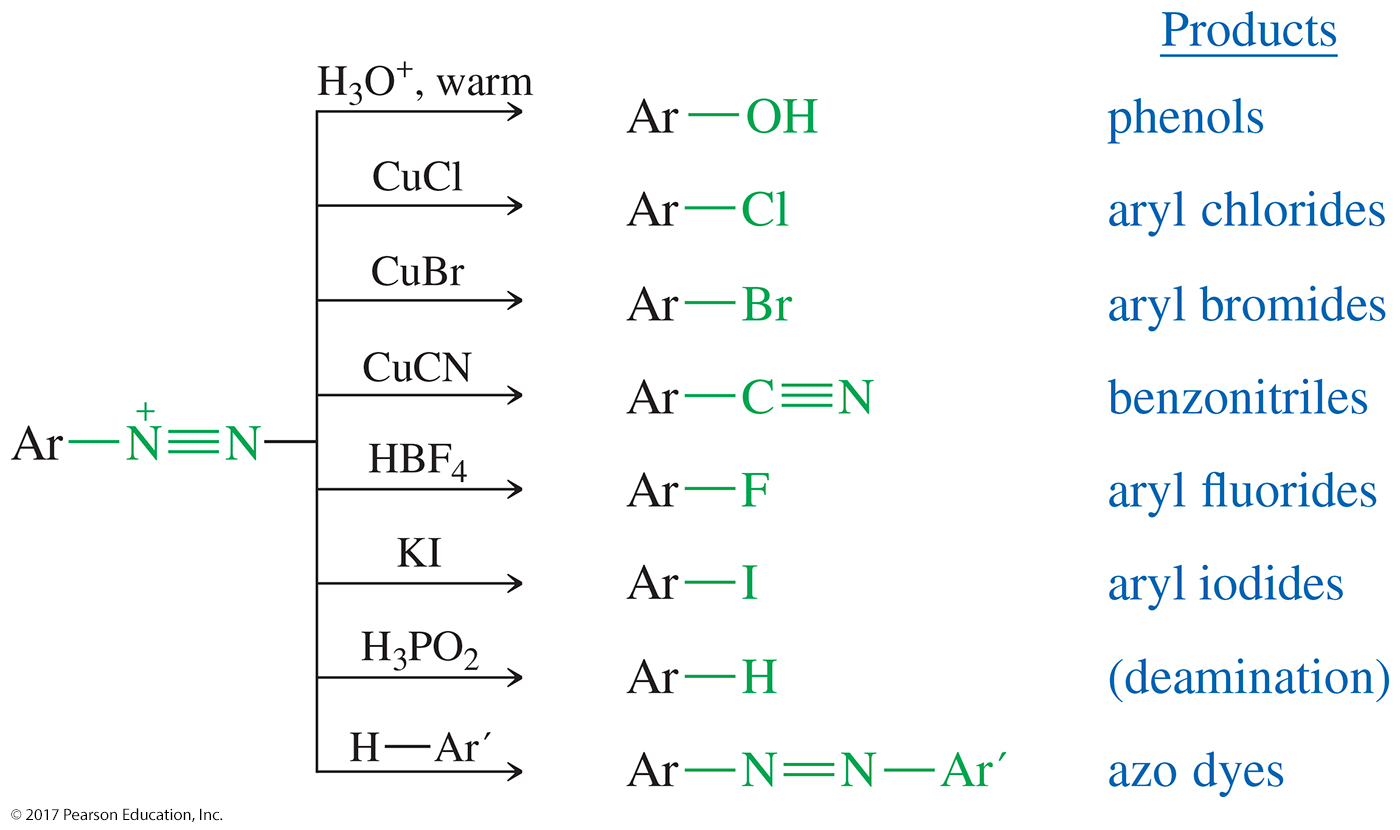 Products
H₃O⁺, warm Ar—OH phenols
CuCl Ar—Cl aryl chlorides
CuBr Ar—Br aryl bromides
CuCN Ar—C≡N benzonitriles
Ar—N⁺≡N—
HBF₄ Ar—F aryl fluorides
KI Ar—I aryl iodides
H₃PO₂ Ar—H (deamination)
H—Ar′ Ar—N=N—Ar′ azo dyes
© 2017 Pearson Education, Inc.